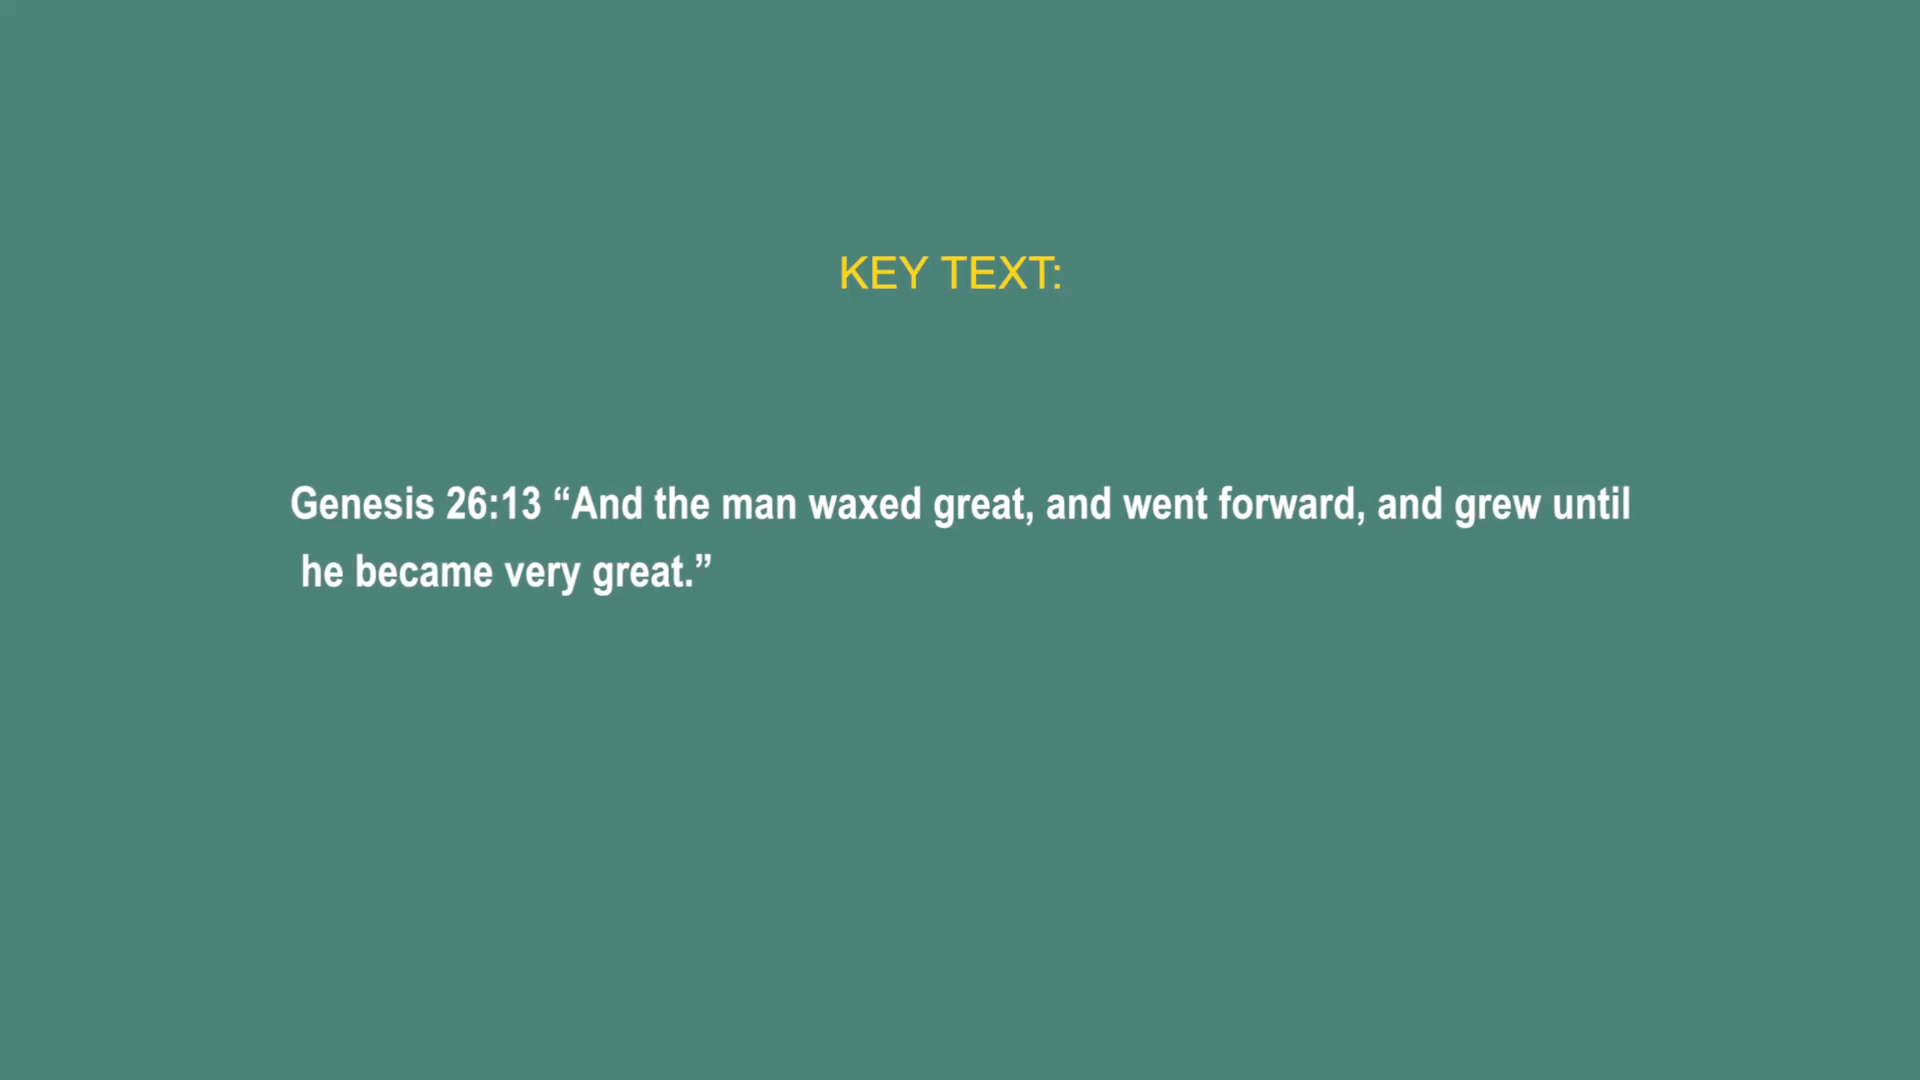 KEY TEXT:
Genesis 26:13 “And the man waxed great, and went forward, and grew until
he became very great.”